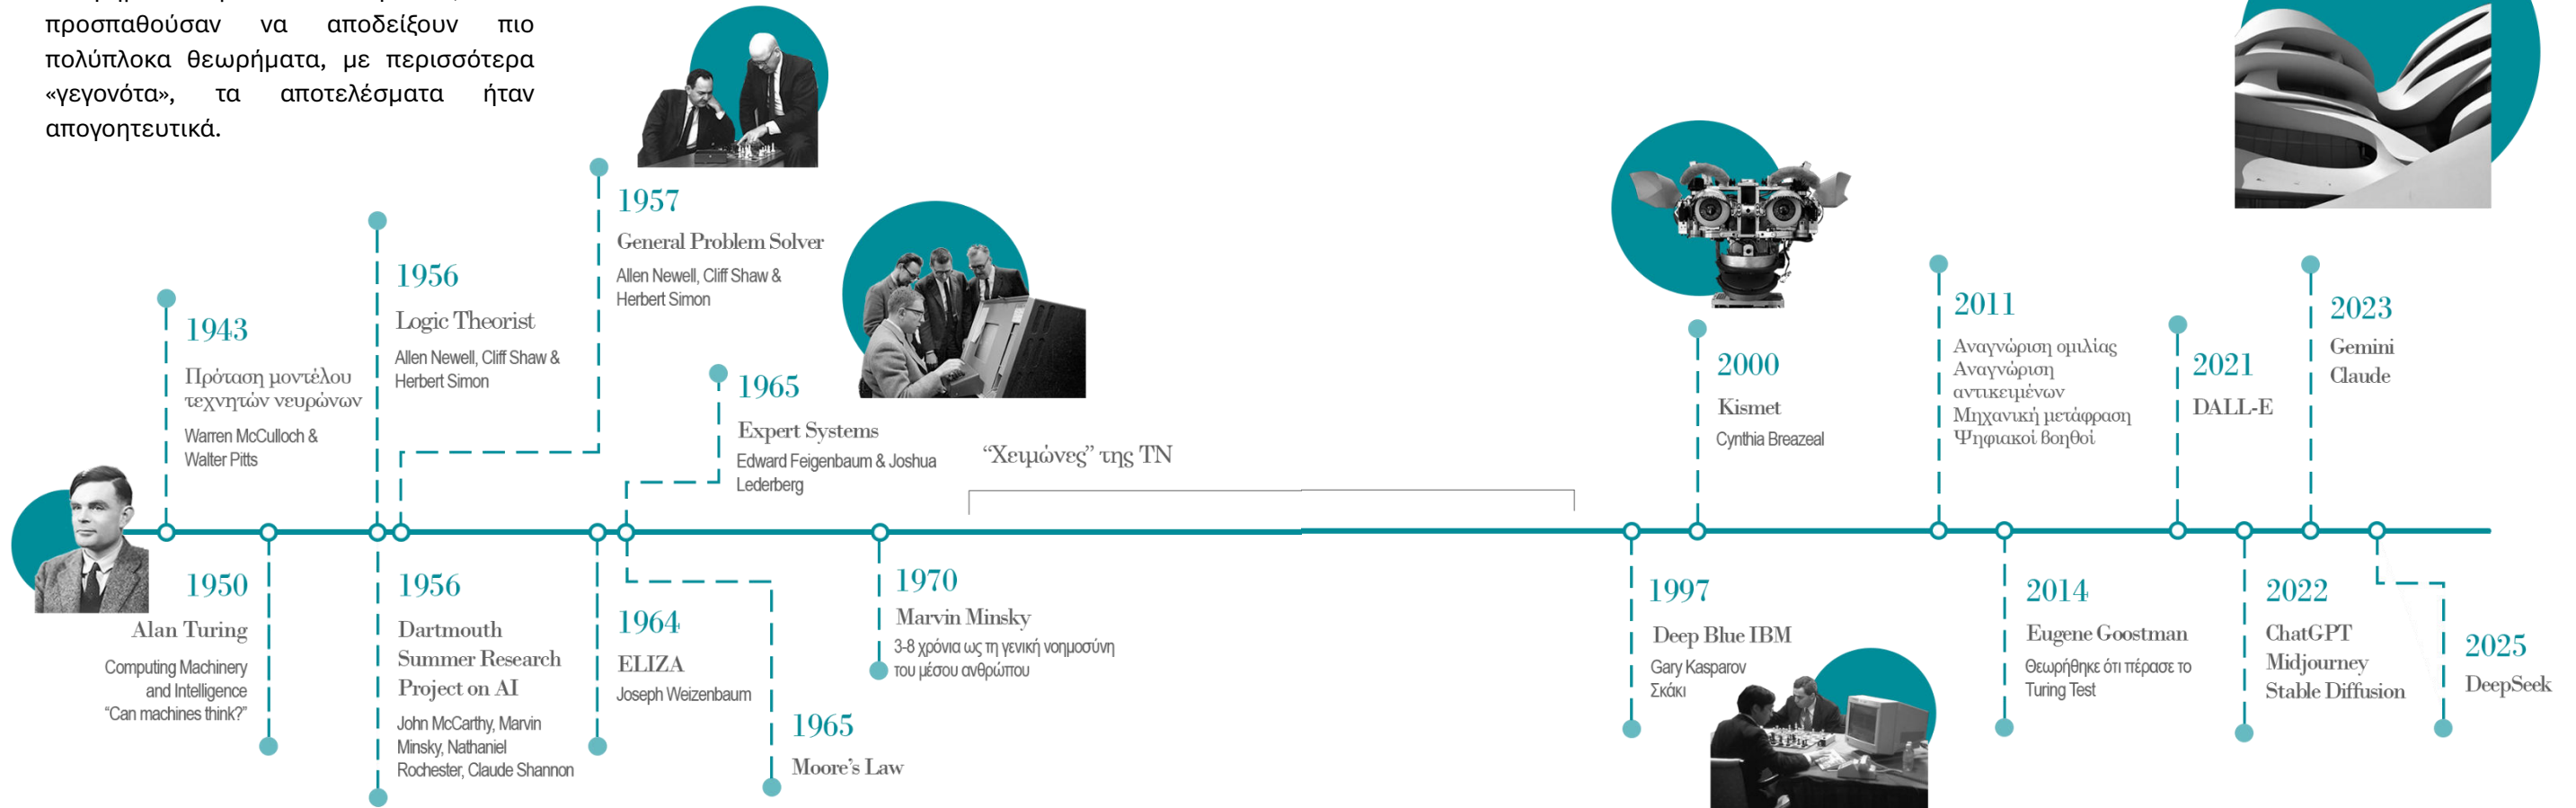 προσπαθούσαν να αποδείξουν πιο
πολύπλοκα θεωρήματα, με περισσότερα
«γεγονότα», τα αποτελέσματα ήταν
απογοητευτικά.
1943
Πρόταση μοντέλου
τεχνητών νευρώνων
Warren McCulloch &
Walter Pitts
1950
Alan Turing
Computing Machinery
and Intelligence
“Can machines think?”
1956
Logic Theorist
Allen Newell, Cliff Shaw &
Herbert Simon
1956
Dartmouth
Summer Research
Project on AI
John McCarthy, Marvin
Minsky, Nathaniel
Rochester, Claude Shannon
1957
General Problem Solver
Allen Newell, Cliff Shaw &
Herbert Simon
1964
ELIZA
Joseph Weizenbaum
1965
Expert Systems
Edward Feigenbaum & Joshua
Lederberg
1965
Moore’s Law
1970
Marvin Minsky
3-8 χρόνια ως τη γενική νοημοσύνη
του μέσου ανθρώπου
“Χειμώνες” της ΤΝ
1997
Deep Blue IBM
Gary Kasparov
Σκάκι
2000
Kismet
Cynthia Breazeal
2011
Αναγνώριση ομιλίας
Αναγνώριση
αντικειμένων
Μηχανική μετάφραση
Ψηφιακοί βοηθοί
2014
Eugene Goostman
Θεωρήθηκε ότι πέρασε το
Turing Test
2021
DALL-E
2022
ChatGPT
Midjourney
Stable Diffusion
2023
Gemini
Claude
2025
DeepSeek